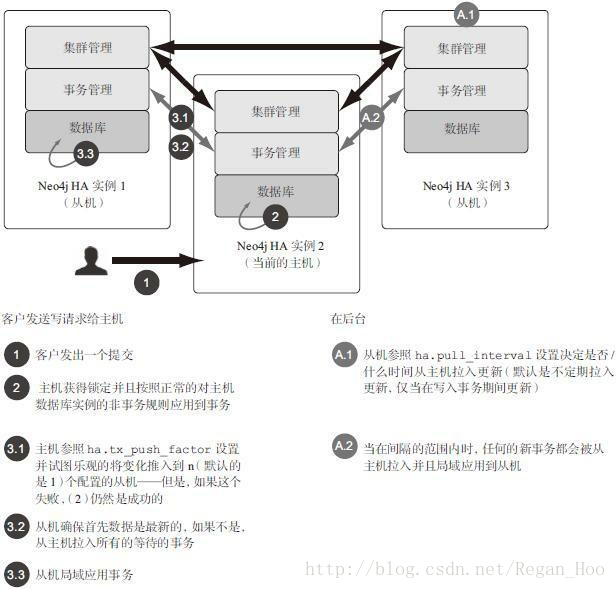 A.1
集群管理
事务管理
数据库
3.3
Neo4j HA 实例 1
（从机）
3.1
3.2
集群管理
事务管理
数据库
2
Neo4j HA 实例 2
（当前的主机）
A.2
集群管理
事务管理
数据库
Neo4j HA 实例 3
（从机）
1
客户发送写请求给主机
1 客户发出一个提交
2 主机获得锁定并且按照正常的对主机
数据库实例的非事务规则应用到事务
3.1 主机参照 ha.tx_push_factor 设置
并试图乐观的将变化推入到 n（默认的
是 1）个配置的从机——但是，如果这个
失败，（2）仍然是成功的
3.2 从机确保首先数据是最新的，如果不是，
从主机拉入所有的等待的事务
3.3 从机局域应用事务
在后台
A.1 从机参照 ha.pull_interval 设置决定是否/
什么时间从主机拉入更新（默认是不定期拉入
更新、仅当在写入事务期间更新）
A.2 当在间隔的范围内时，任何的新事务都会被从
主机拉入并且局域应用到从机
http://blog.csdn.net/Regan_Hoo